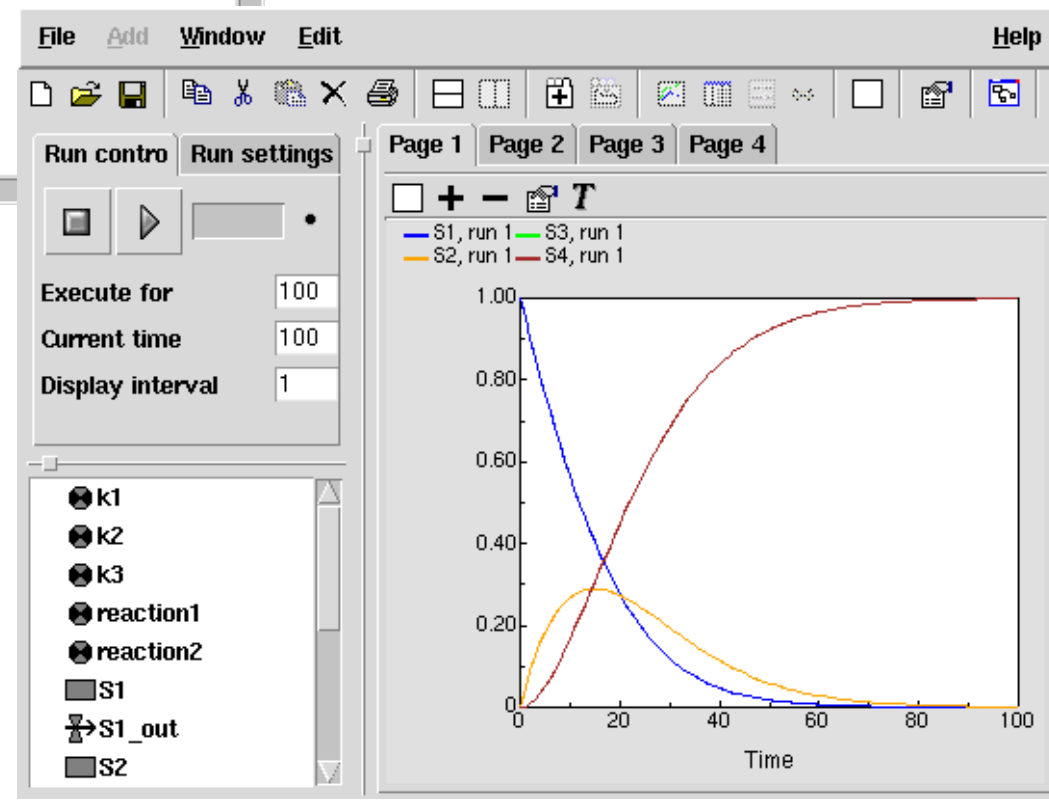 File Add Window Edit Help
Run contro Run settings
Page 1 Page 2 Page 3 Page 4
T
S1, run 1 S3, run 1
S2, run 1 S4, run 1
Execute for 100
Current time 100
Display interval 1
k1
k2
k3
reaction1
reaction2
S1
S1_out
S2
1.00
0.80
0.60
0.40
0.20
0
0 20 40 60 80 100
Time